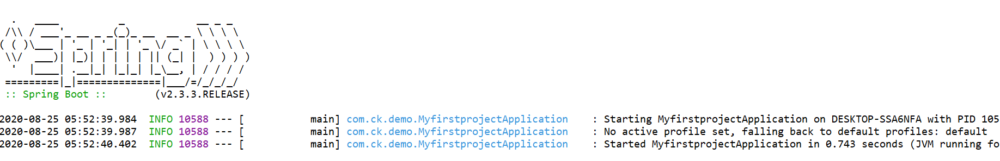 .   ____          _            __ _ _
 /\\ / ___'_ __ _ _(_)_ __  __ _ \ \ \ \
( ( )\___ | '_ | '_| | '_ \/ _` | \ \ \ \
 \\/  ___)| |_)| | | | | || (_| |  ) ) ) )
  '  |____| .__|_| |_|_| |_\__, | / / / /
 =========|_|==============|___/=/_/_/_/
 :: Spring Boot ::        (v2.3.3.RELEASE)
2020-08-25 05:52:39.984  INFO 10588 --- [           main] com.ck.demo.MyfirstprojectApplication    : Starting MyfirstprojectApplication on DESKTOP-SSA6NFA with PID 105
2020-08-25 05:52:39.987  INFO 10588 --- [           main] com.ck.demo.MyfirstprojectApplication    : No active profile set, falling back to default profiles: default
2020-08-25 05:52:40.402  INFO 10588 --- [           main] com.ck.demo.MyfirstprojectApplication    : Started MyfirstprojectApplication in 0.743 seconds (JVM running fo